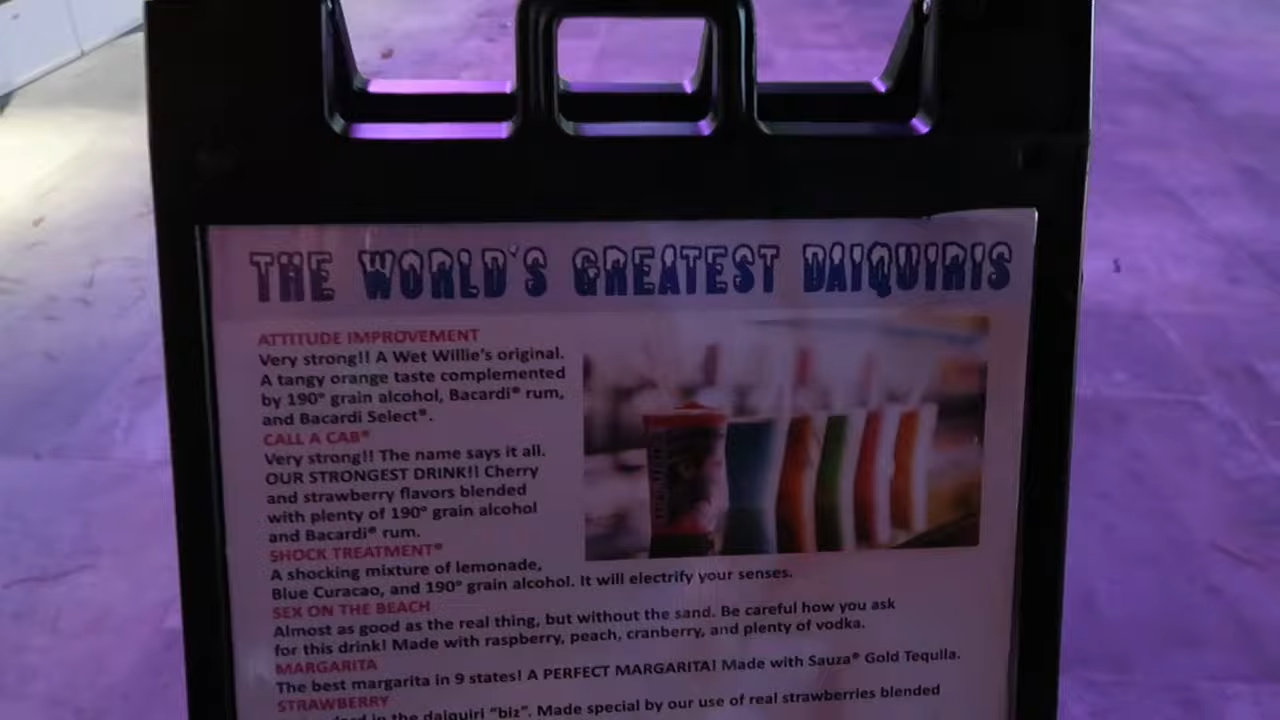 THE WORLD'S GREATEST DAIQUIRIS
ATTITUDE IMPROVEMENT
Very strong!! A Wet Willie's original.
A tangy orange taste complemented
by 190° grain alcohol, Bacardi® rum,
and Bacardi Select®.
CALL A CAB®
Very strong!! The name says it all.
OUR STRONGEST DRINK!! Cherry
and strawberry flavors blended
with plenty of 190° grain alcohol
and Bacardi® rum.
SHOCK TREATMENT®
A shocking mixture of lemonade,
Blue Curacao, and 190° grain alcohol. It will electrify your senses.
SEX ON THE BEACH
Almost as good as the real thing, but without the sand. Be careful how you ask
for this drink! Made with raspberry, peach, cranberry, and plenty of vodka.
MARGARITA
The best margarita in 9 states! A PERFECT MARGARITA! Made with Sauza® Gold Tequila.
STRAWBERRY
in the daiquiri "biz". Made special by our use of real strawberries blended